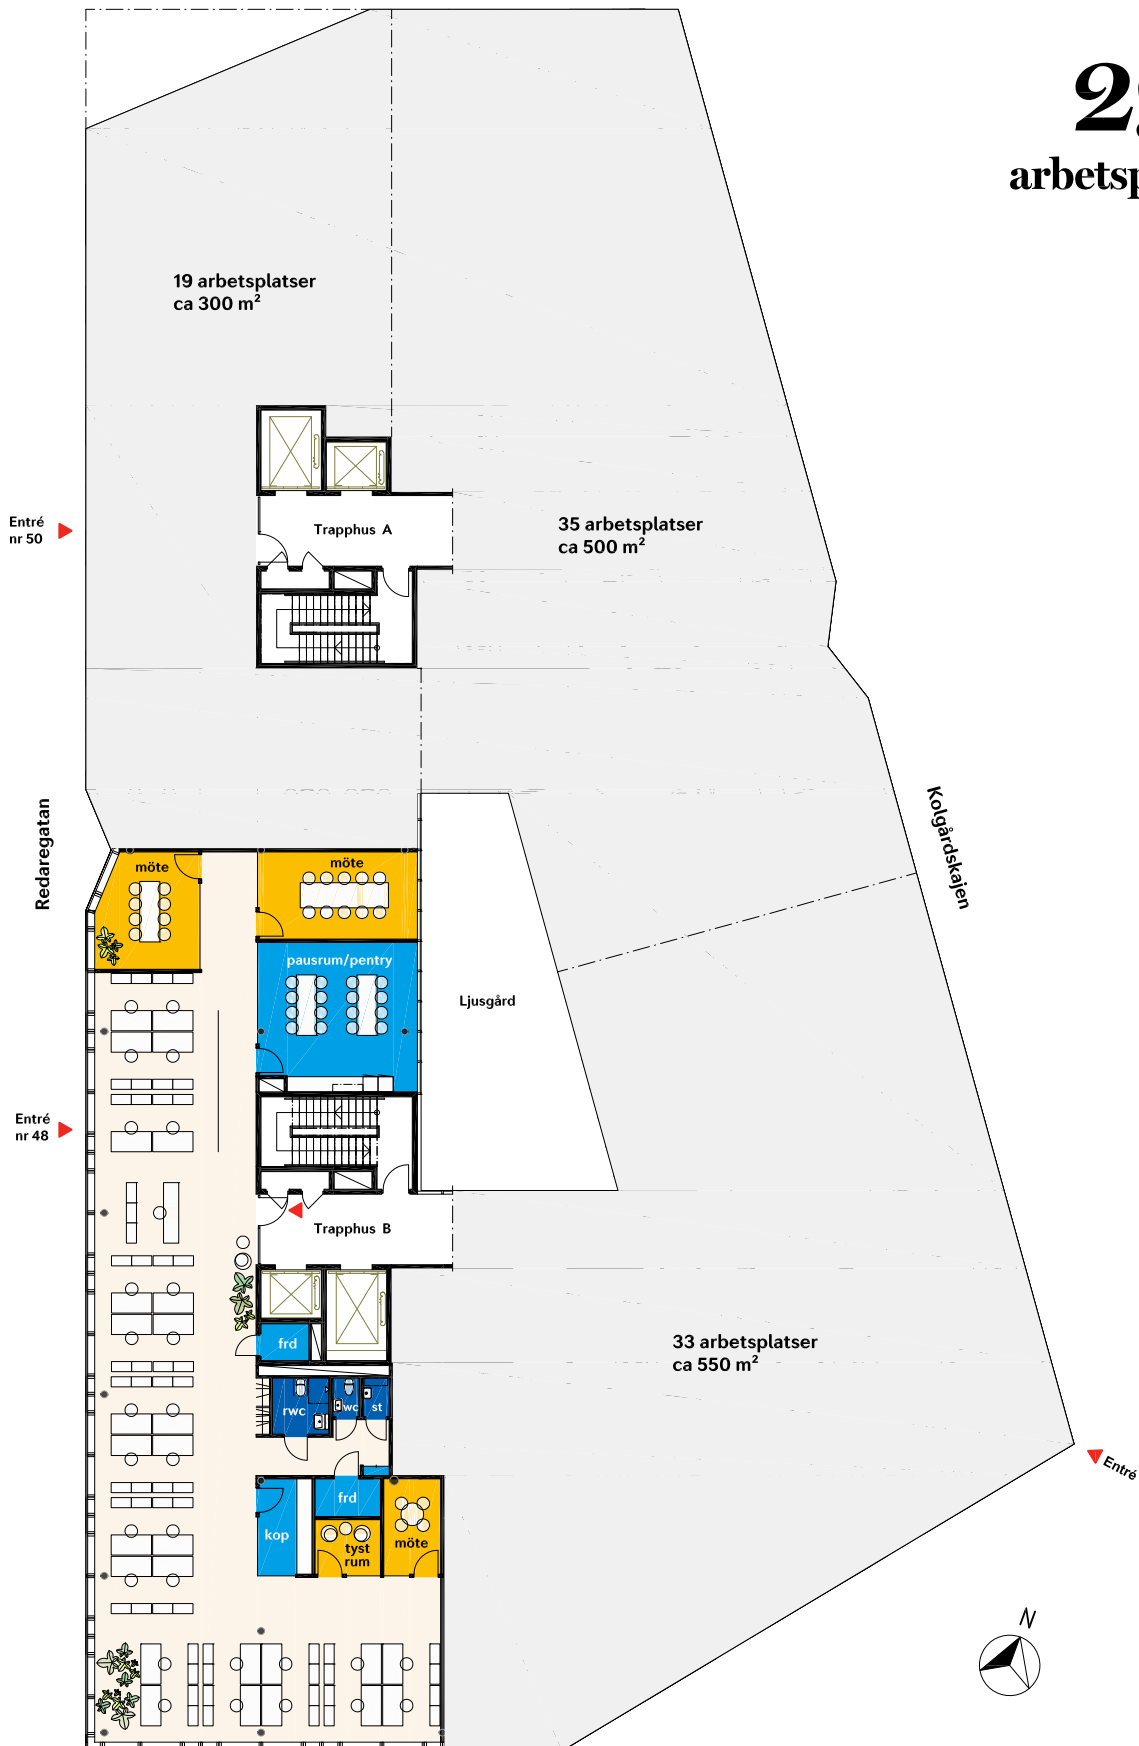 arbetsp
19 arbetsplatser
ca 300 m²
Entré
nr 50
Trapphus A
35 arbetsplatser
ca 500 m²
Redaregatan
Kolgårdskajen
möte
möte
pausrum/pentry
Ljusgård
Entré
nr 48
Trapphus B
frd
33 arbetsplatser
ca 550 m²
rwc
wc
st
Entré
frd
kop
tyst
rum
möte
N